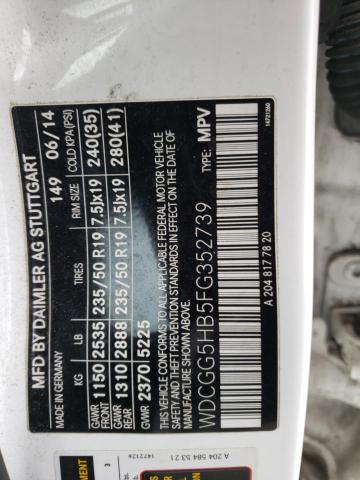 MFD BY DAIMLER AG STUTTGART
MADE IN GERMANY 149 06/14
KG LB TIRES RIM SIZE COLD KPA (PSI)
GAWR FRONT 1150 2535 235/50 R19 7.5Jx19 240(35)
GAWR REAR 1310 2888 235/50 R19 7.5Jx19 280(41)
GVWR 2370 5225
THIS VEHICLE CONFORMS TO ALL APPLICABLE FEDERAL MOTOR VEHICLE
SAFETY AND THEFT PREVENTION STANDARDS IN EFFECT ON THE DATE OF
MANUFACTURE SHOWN ABOVE.
TYPE: MPV
WDCGG5HB5FG352739
A 204 817 78 20
14721260
A 204 584 53 21
1472126
3